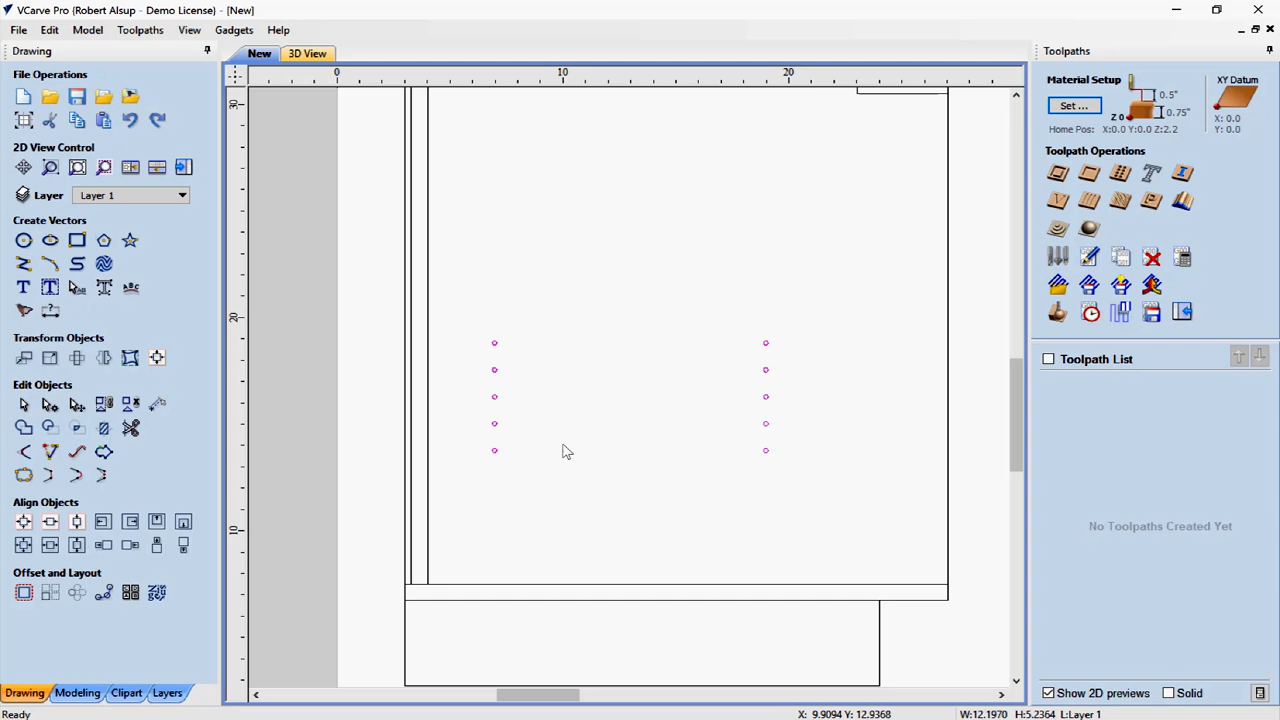 VCarve Pro {Robert Alsup - Demo License} - [New]
File Edit Model Toolpaths View Gadgets Help
Drawing
New 3D View
Toolpaths
File Operations
2D View Control
Layer Layer 1
Create Vectors
Transform Objects
Edit Objects
Align Objects
Offset and Layout
Drawing Modeling Clipart Layers
0 10 20
30
20
10
Material Setup
Set ...
0.5"
Z 0
0.75"
Home Pos: X:0.0 Y:0.0 Z:2.2
XY Datum
X: 0.0
Y: 0.0
Toolpath Operations
Toolpath List
No Toolpaths Created Yet
Show 2D previews Solid
Ready
X: 9.9094 Y: 12.9368
W:12.1970 H:5.2364 L:Layer 1